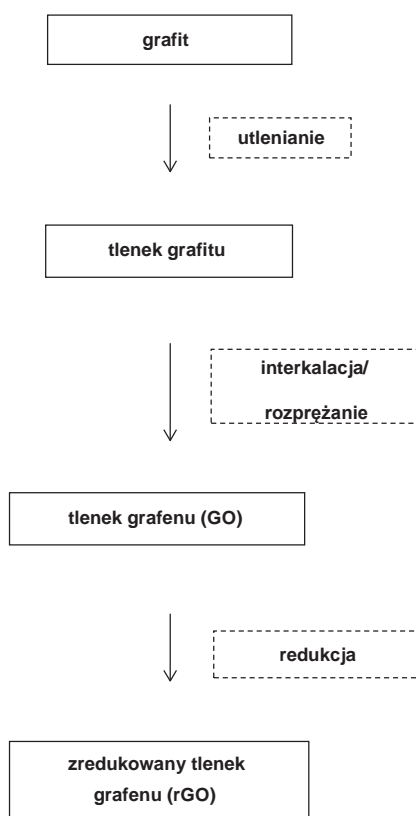 grafit
utlenianie
tlenek grafitu
interkalacja/
rozprężanie
tlenek grafenu (GO)
redukcja
zredukowany tlenek
grafenu (rGO)